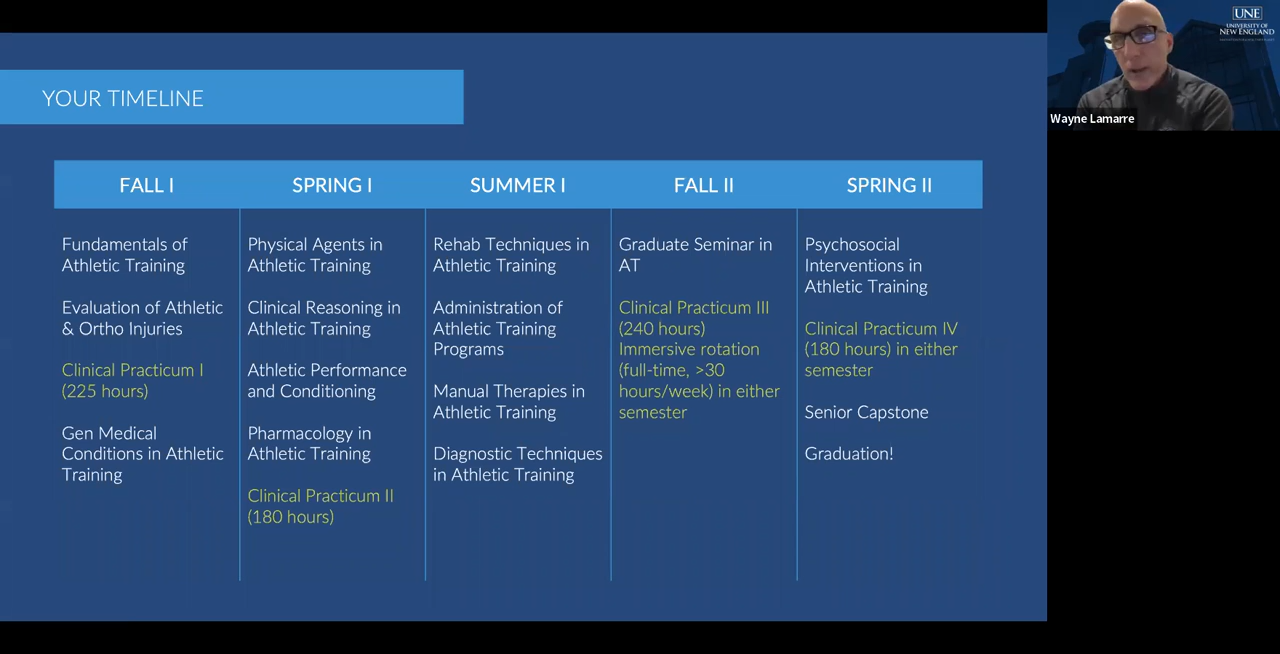 YOUR TIMELINE
FALL I
SPRING I
SUMMER I
FALL II
SPRING II
Fundamentals of
Athletic Training
Evaluation of Athletic
& Ortho Injuries
Clinical Practicum I
(225 hours)
Gen Medical
Conditions in Athletic
Training
Physical Agents in
Athletic Training
Clinical Reasoning in
Athletic Training
Athletic Performance
and Conditioning
Pharmacology in
Athletic Training
Clinical Practicum II
(180 hours)
Rehab Techniques in
Athletic Training
Administration of
Athletic Training
Programs
Manual Therapies in
Athletic Training
Diagnostic Techniques
in Athletic Training
Graduate Seminar in
AT
Clinical Practicum III
(240 hours)
Immersive rotation
(full-time, >30
hours/week) in either
semester
Psychosocial
Interventions in
Athletic Training
Clinical Practicum IV
(180 hours) in either
semester
Senior Capstone
Graduation!
UNE
UNIVERSITY OF
NEW ENGLAND
Wayne Lamarre